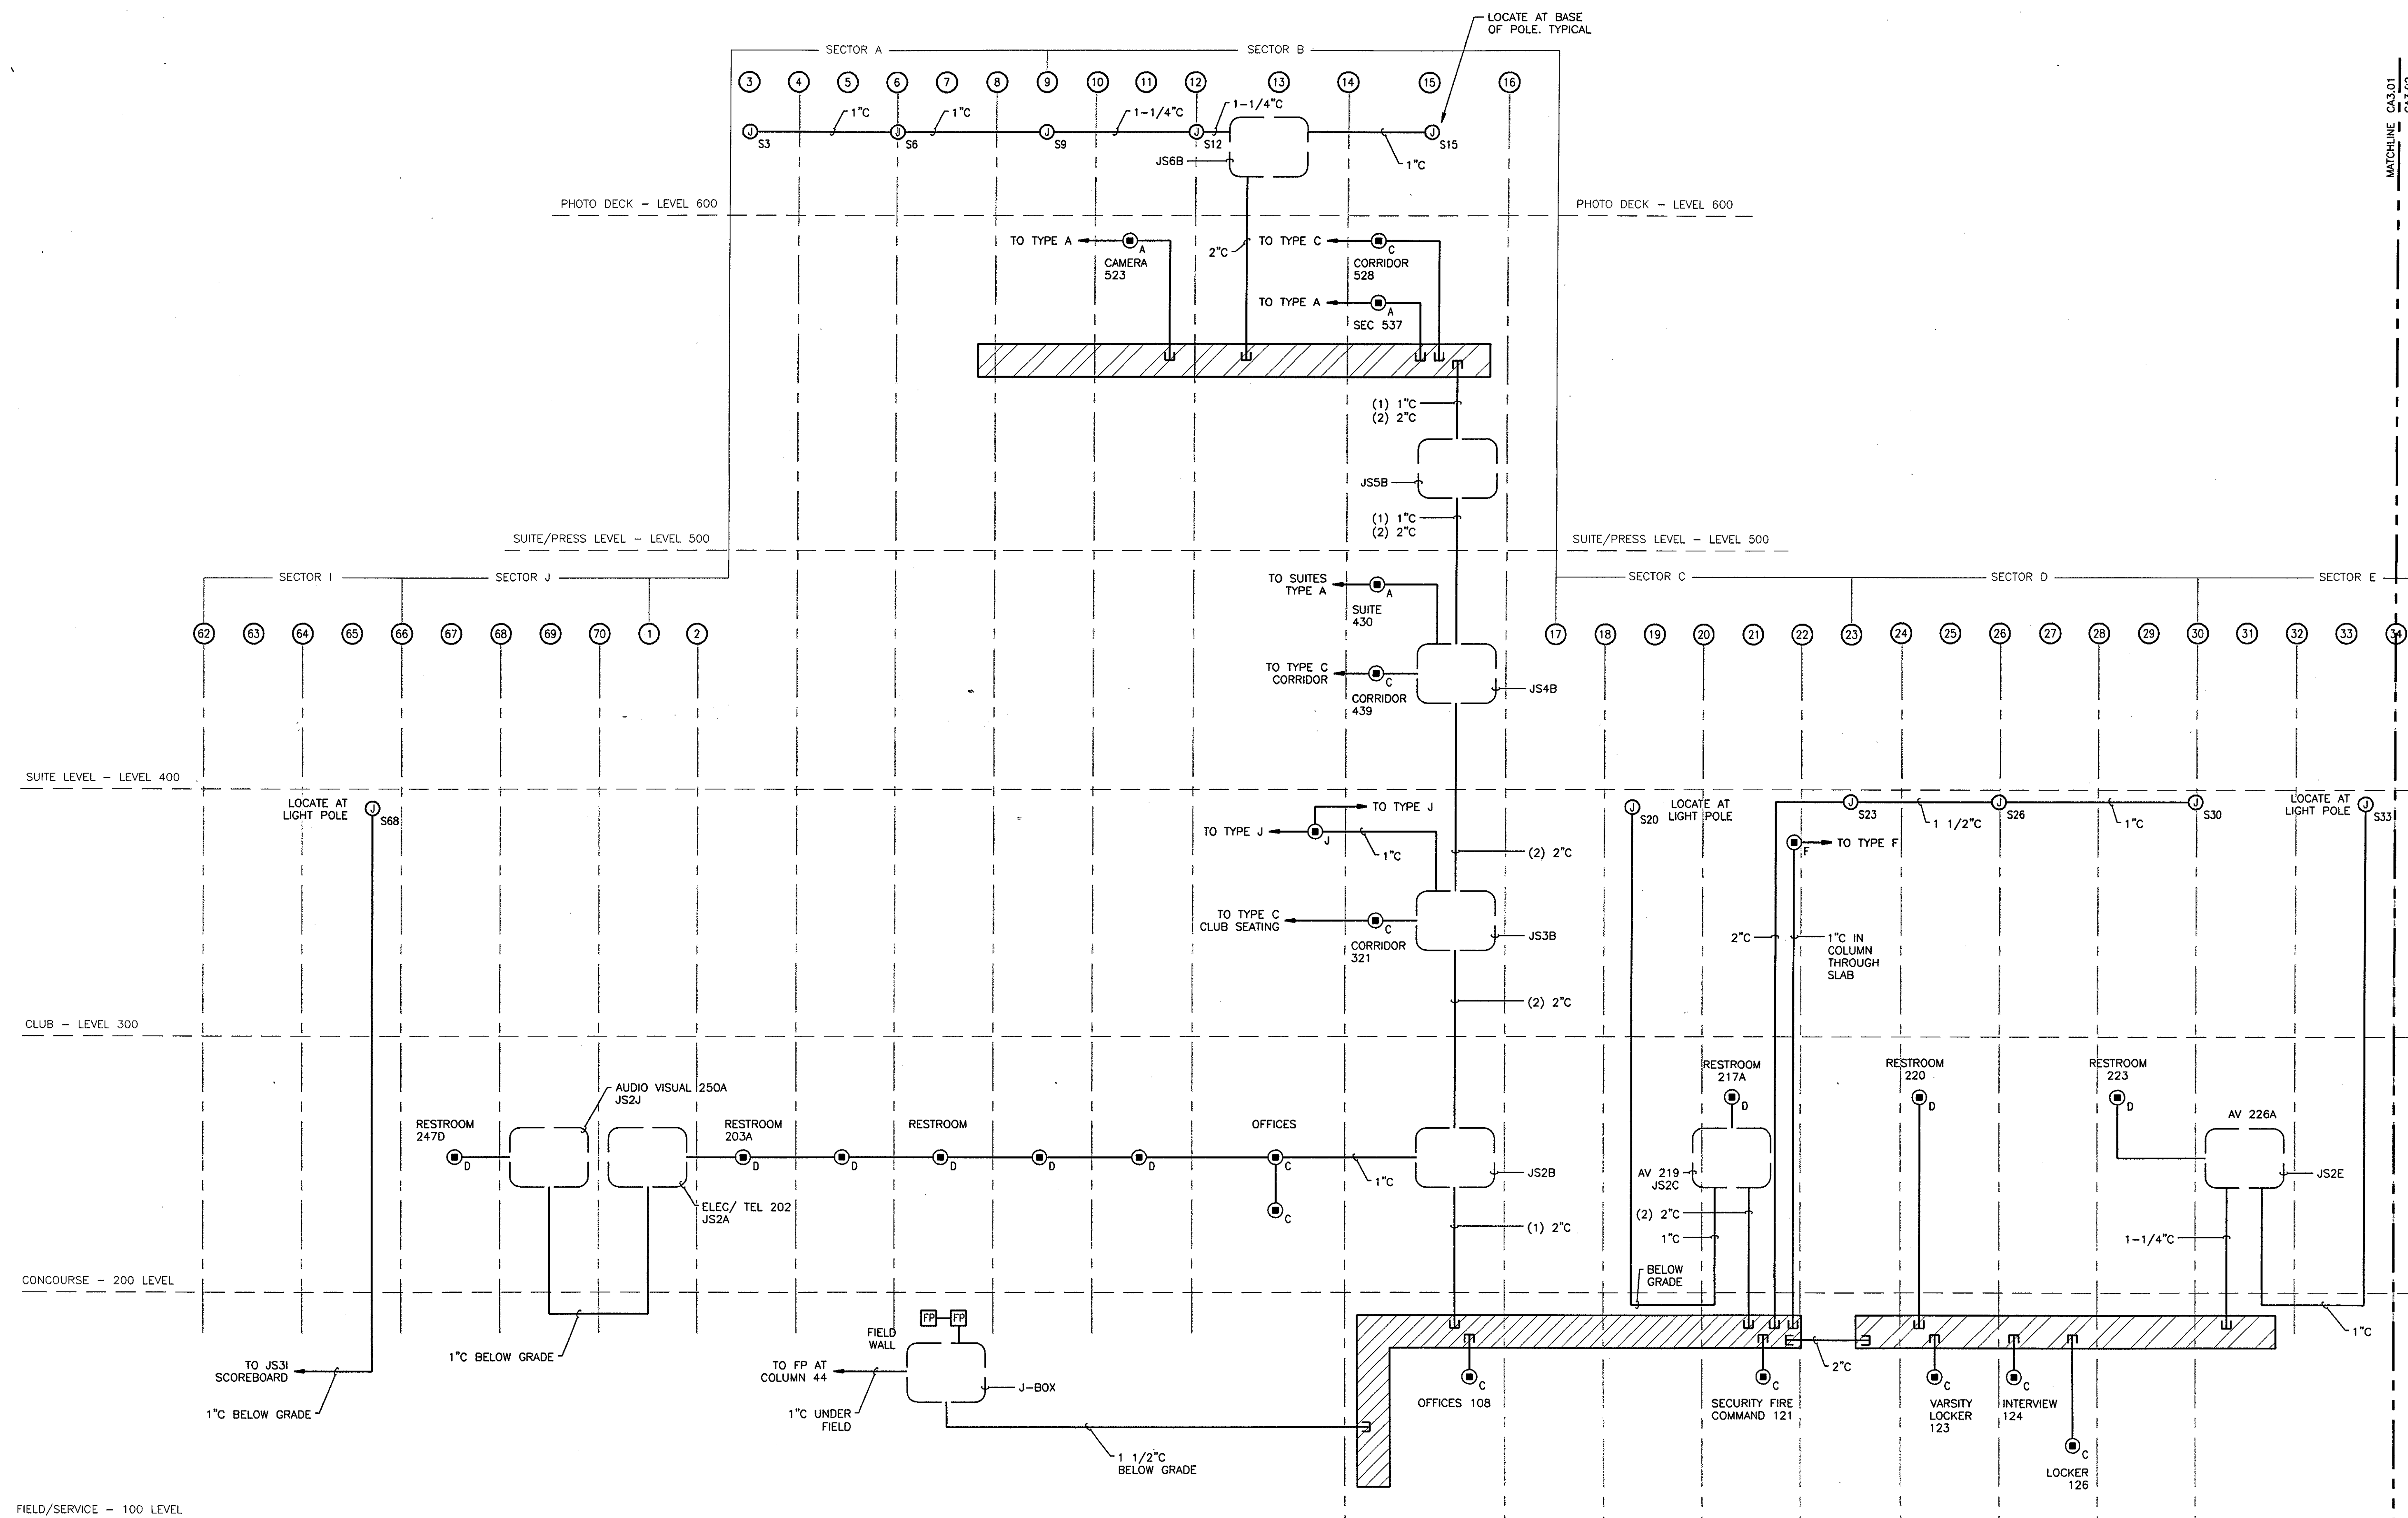 LOCATE AT BASE
OF POLE. TYPICAL
SECTOR A
SECTOR B
3 4 5 6 7 8 9 10 11 12 13 14 15 16
MATCHLINE CA3.01
1"C
1"C
1-1/4"C
1-1/4"C
J J J J J
S3
S6
S9
S12
S15
JS6B
1"C
PHOTO DECK - LEVEL 600
PHOTO DECK - LEVEL 600
TO TYPE A
A
CAMERA
523
2"C
TO TYPE C
C
CORRIDOR
528
TO TYPE A
A
SEC 537
(1) 1"C
(2) 2"C
JS5B
(1) 1"C
(2) 2"C
SUITE/PRESS LEVEL - LEVEL 500
SUITE/PRESS LEVEL - LEVEL 500
SECTOR I
SECTOR J
SECTOR C
SECTOR D
SECTOR E
TO SUITES
TYPE A
A
SUITE
430
62 63 64 65 66 67 68 69 70 1 2
17 18 19 20 21 22 23 24 25 26 27 28 29 30 31 32 33 34
TO TYPE C
CORRIDOR
C
CORRIDOR
439
JS4B
SUITE LEVEL - LEVEL 400
LOCATE AT
LIGHT POLE
J
S68
TO TYPE J
TO TYPE J
J
1"C
(2) 2"C
J
S20
LOCATE AT
LIGHT POLE
J
S23
1 1/2"C
J
S26
1"C
J
S30
LOCATE AT
LIGHT POLE
J
S33
F
TO TYPE F
TO TYPE C
CLUB SEATING
C
CORRIDOR
321
JS3B
2"C
1"C IN
COLUMN
THROUGH
SLAB
(2) 2"C
CLUB - LEVEL 300
AUDIO VISUAL 250A
JS2J
RESTROOM
247D
D
RESTROOM
203A
D
D
RESTROOM
D
D
D
OFFICES
C
C
1"C
JS2B
ELEC/ TEL 202
JS2A
(1) 2"C
RESTROOM
217A
D
AV 219
JS2C
(2) 2"C
1"C
BELOW
GRADE
RESTROOM
220
D
RESTROOM
223
D
AV 226A
JS2E
1-1/4"C
CONCOURSE - 200 LEVEL
1"C
TO JS3I
SCOREBOARD
1"C BELOW GRADE
1"C BELOW GRADE
FP FP
FIELD
WALL
TO FP AT
COLUMN 44
J-BOX
1"C UNDER
FIELD
1 1/2"C
BELOW GRADE
C
OFFICES 108
C
SECURITY FIRE
COMMAND 121
2"C
C
VARSITY
LOCKER
123
C
INTERVIEW
124
C
LOCKER
126
FIELD/SERVICE - 100 LEVEL